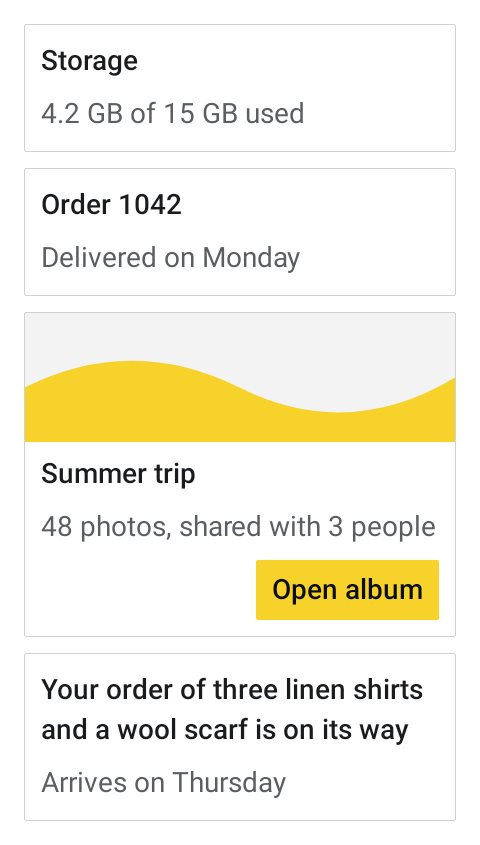 Storage
4.2 GB of 15 GB used
Order 1042
Delivered on Monday
Summer trip
48 photos, shared with 3 people
Open album
Your order of three linen shirts
and a wool scarf is on its way
Arrives on Thursday